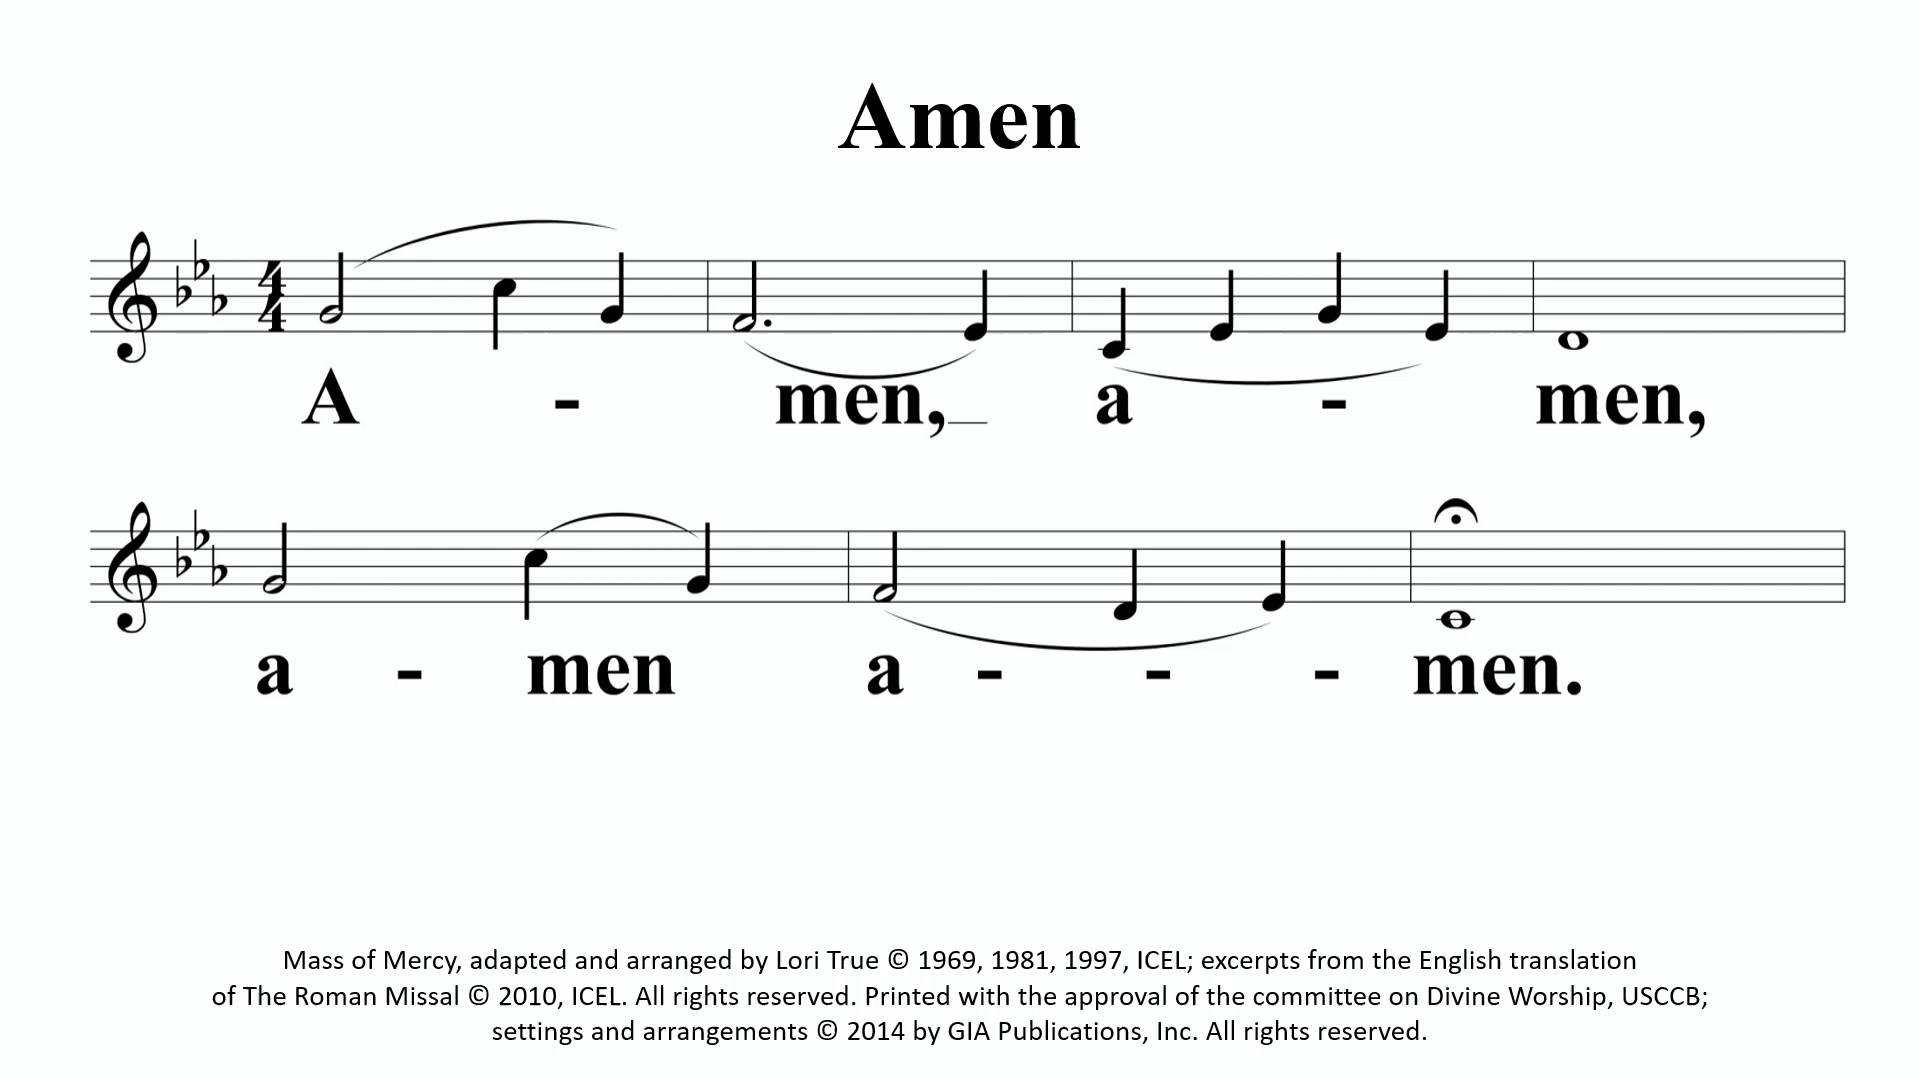 Amen
A - men, a - men,
a - men a - - - men.
Mass of Mercy, adapted and arranged by Lori True © 1969, 1981, 1997, ICEL; excerpts from the English translation
of The Roman Missal © 2010, ICEL. All rights reserved. Printed with the approval of the committee on Divine Worship, USCCB;
settings and arrangements © 2014 by GIA Publications, Inc. All rights reserved.